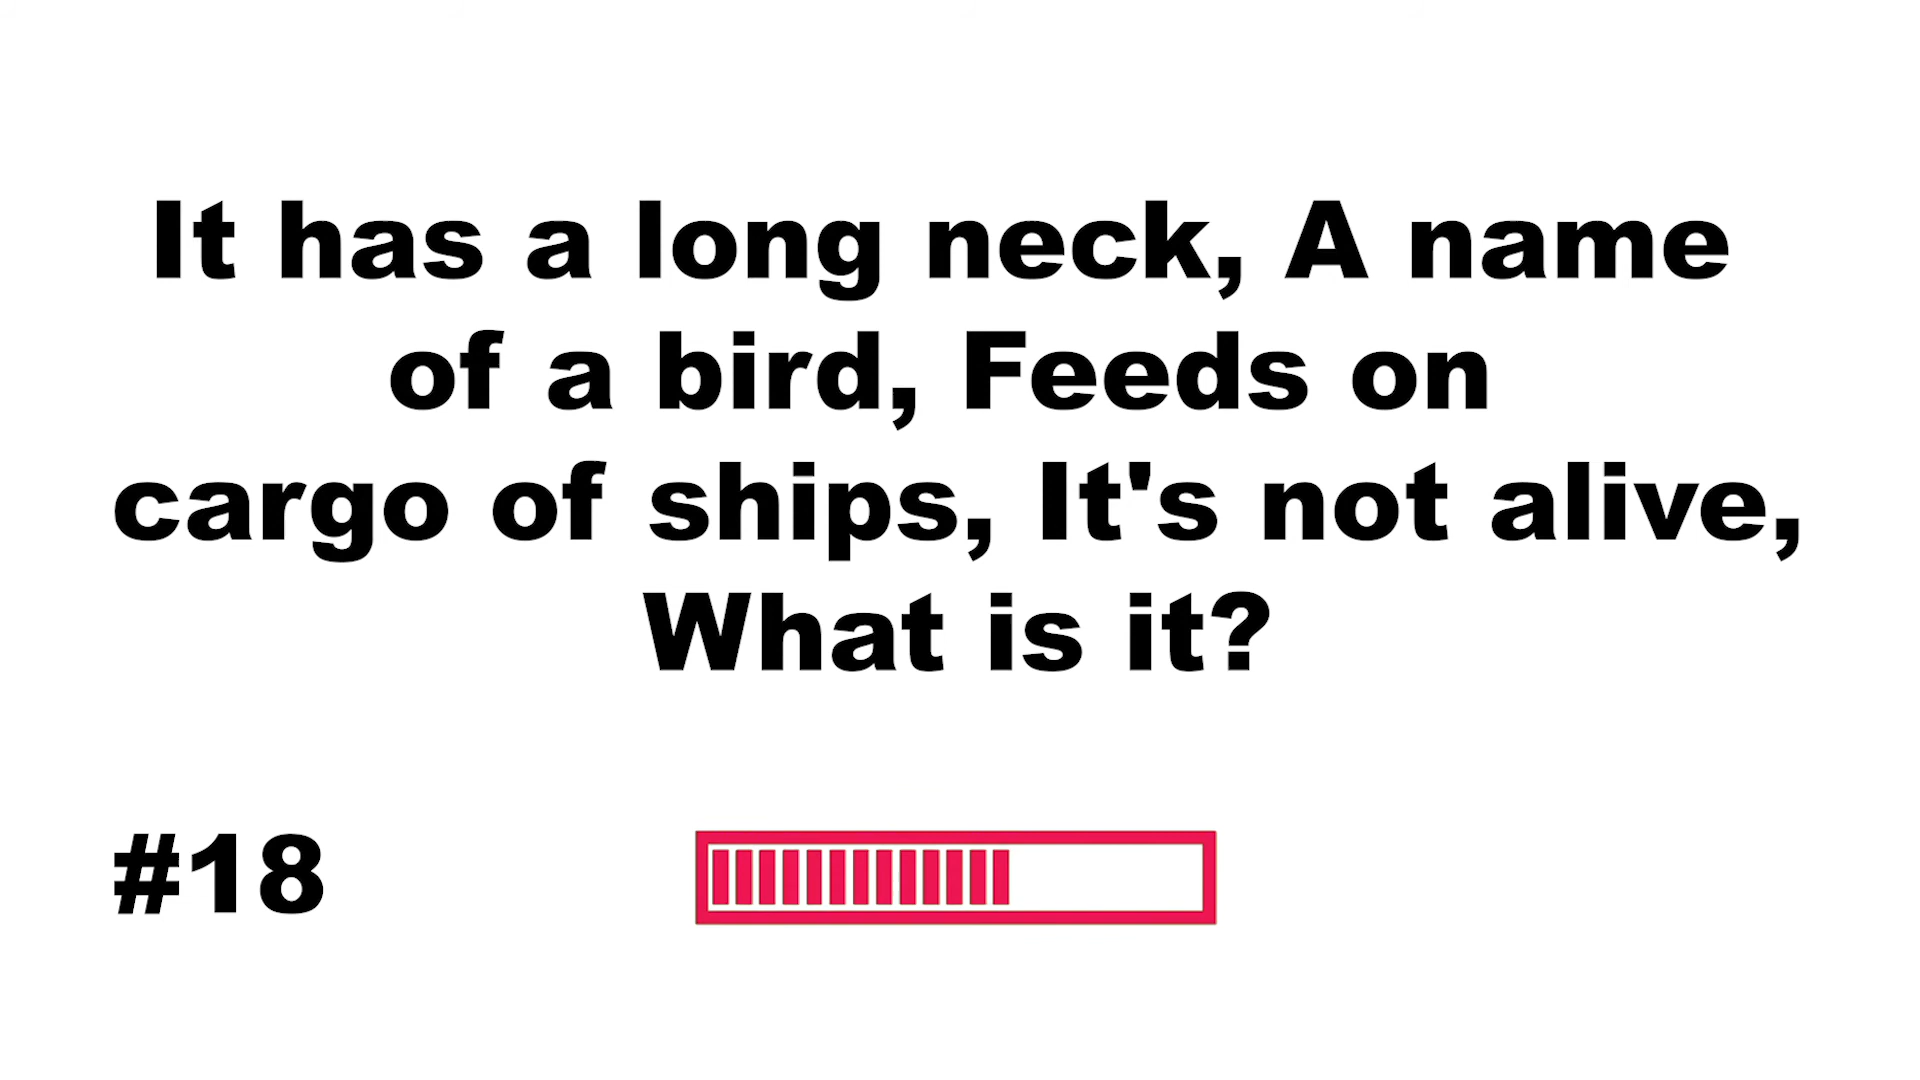 It has a long neck, A name
of a bird, Feeds on
cargo of ships, It's not alive,
What is it?
#18